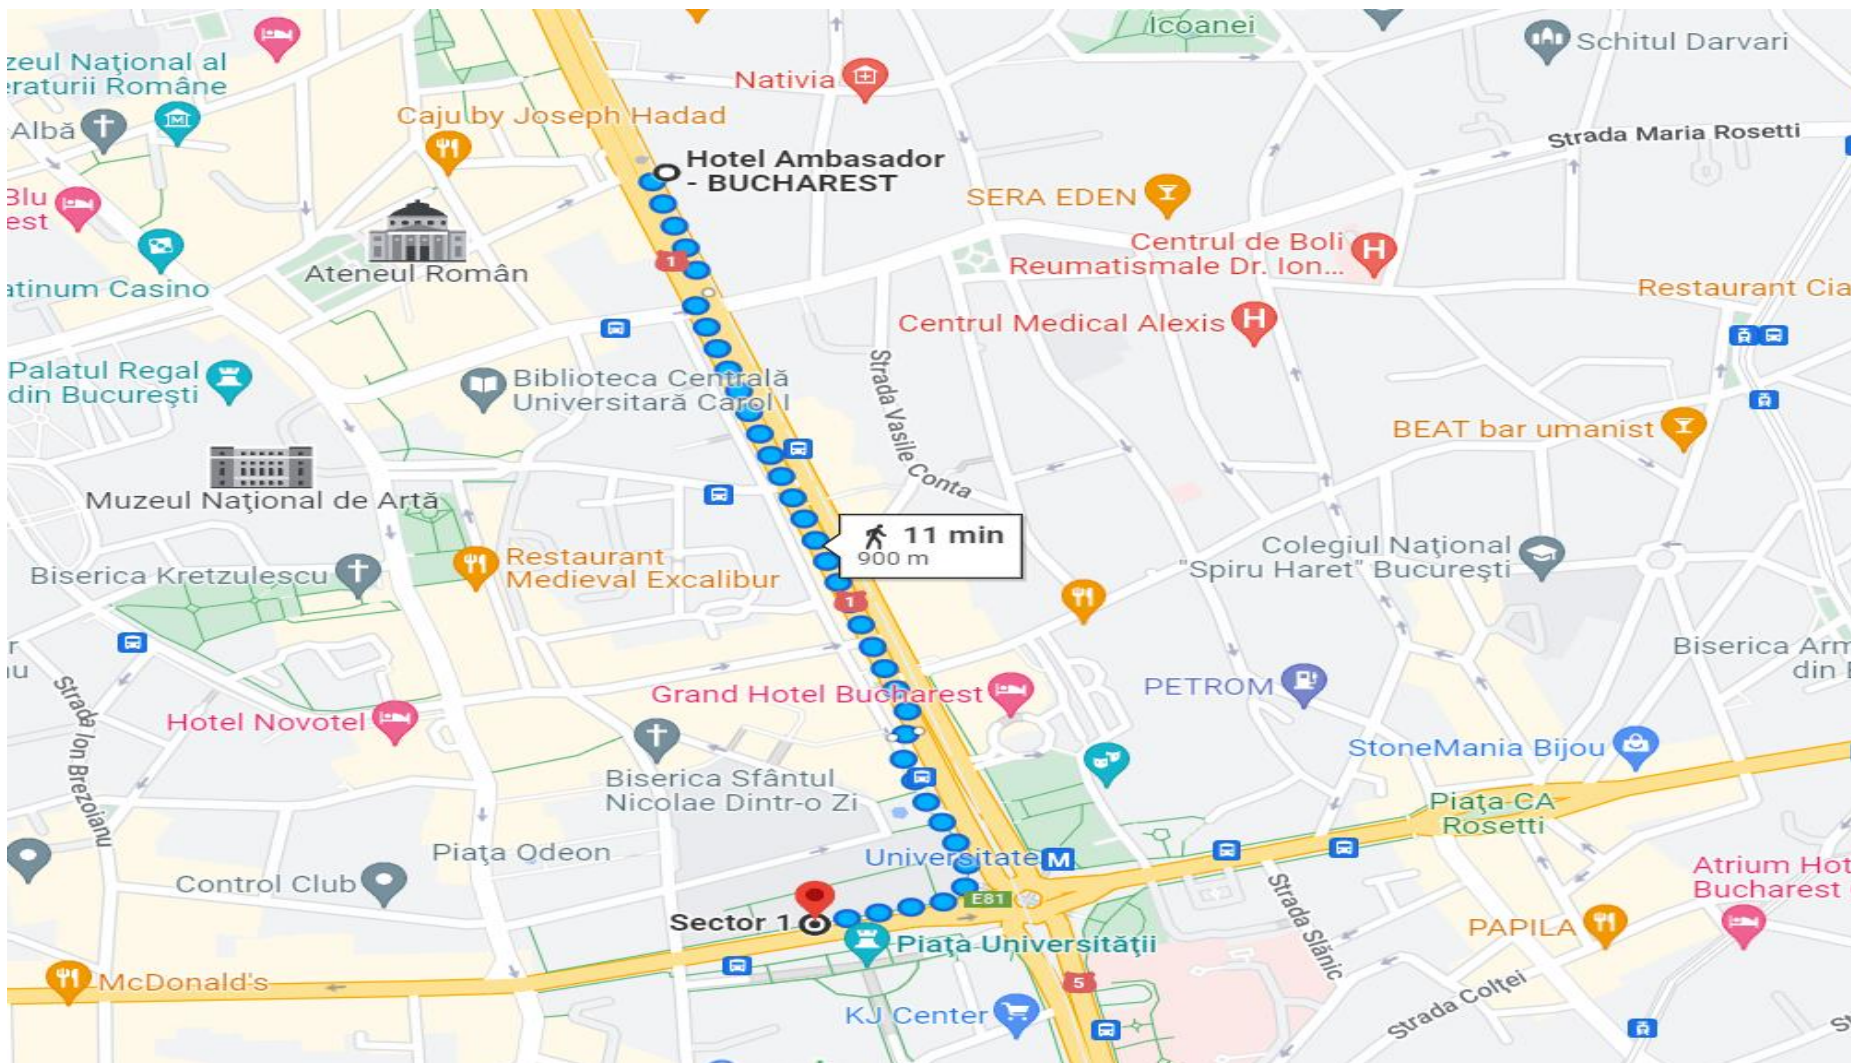 Icoanei
Schitul Darvari
zeul Naţional al
eraturii Române
Nativia
Albă
Caju by Joseph Hadad
Strada Maria Rosetti
Hotel Ambasador
- BUCHAREST
Blu
est
SERA EDEN
Centrul de Boli
Reumatismale Dr. Ion...
H
1
Ateneul Român
atinum Casino
Restaurant Cia
Centrul Medical Alexis
H
Palatul Regal
din Bucureşti
Biblioteca Centrală
Universitară Carol I
Strada Vasile Conta
BEAT bar umanist
Muzeul Naţional de Artă
11 min
900 m
Colegiul Naţional
"Spiru Haret" Bucureşti
Restaurant
Medieval Excalibur
Biserica Kretzulescu
1
Biserica Arm
din
Strada Ion Brezoianu
Grand Hotel Bucharest
PETROM
Hotel Novotel
StoneMania Bijou
Biserica Sfântul
Nicolae Dintr-o Zi
Piaţa CA
Rosetti
Piaţa Odeon
Universitate M
Control Club
Atrium Hot
Bucharest
E81
Strada Slănic
Sector 1
Piaţa Universităţii
PAPILA
McDonald's
5
Strada Colţei
KJ Center